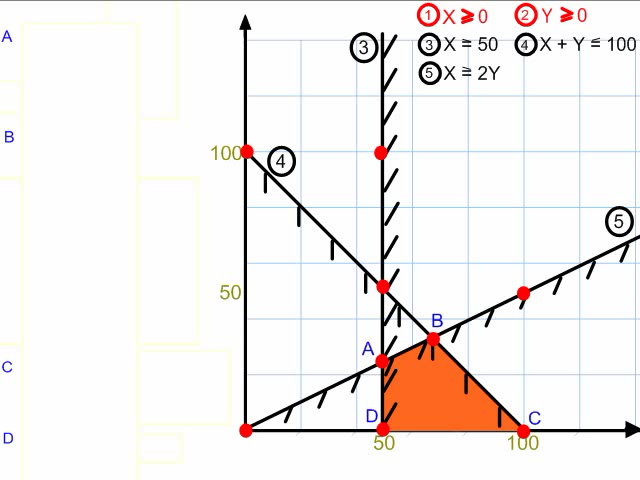 ① X ⩾ 0 ② Y ⩾ 0
③ X ≥ 50 ④ X + Y ≤ 100
⑤ X ≥ 2Y
③
④
⑤
100
50
50
100
A
B
C
D
A
B
C
D